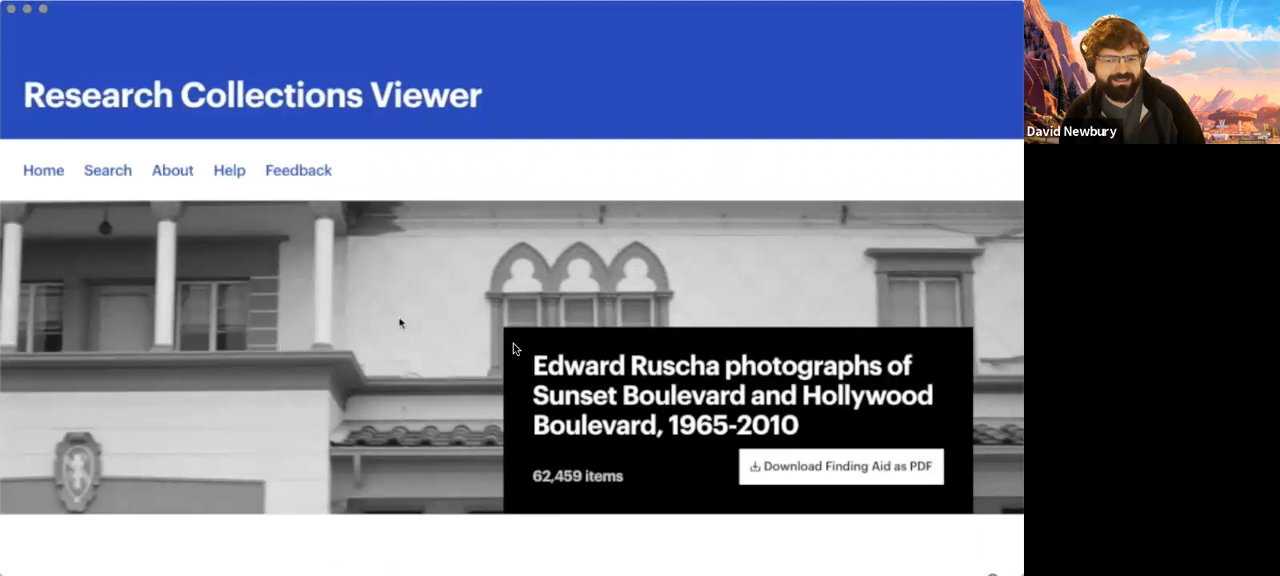 Research Collections Viewer
Home Search About Help Feedback
Edward Ruscha photographs of
Sunset Boulevard and Hollywood
Boulevard, 1965-2010
62,459 items
Download Finding Aid as PDF
David Newbury